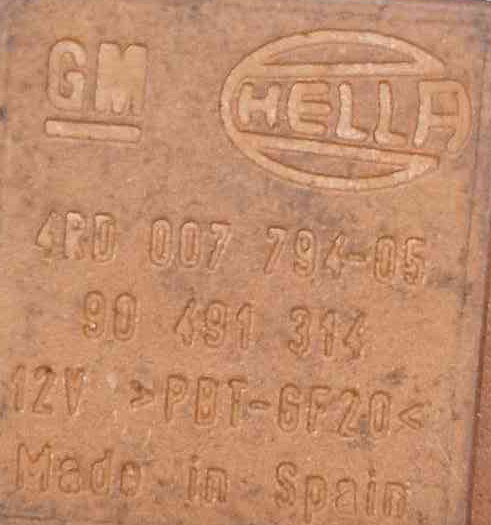 GM HELLA
4RD 007 794-05
90 491 314
12V >PBT-GF20<
Made in Spain